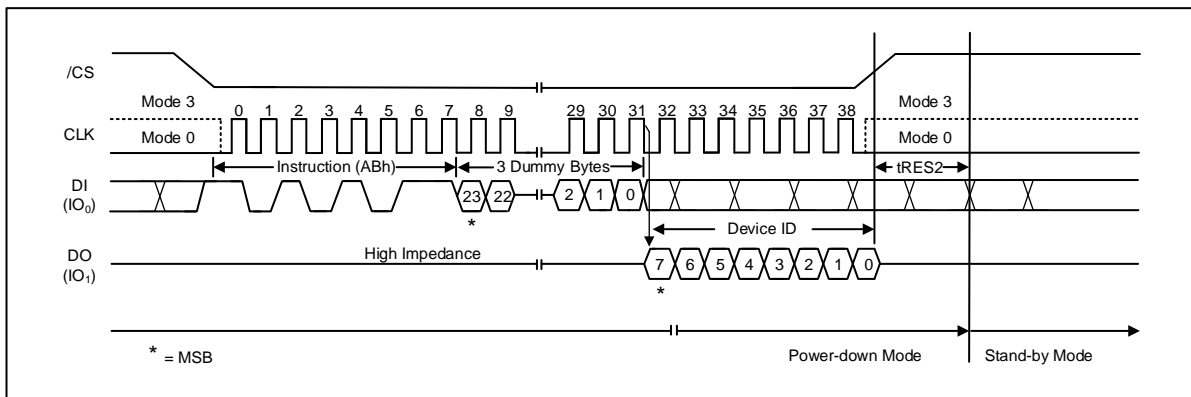 /CS
Mode 3
0 1 2 3 4 5 6 7 8 9 29 30 31 32 33 34 35 36 37 38
Mode 3
CLK
Mode 0
Mode 0
Instruction (ABh)
3 Dummy Bytes
tRES2
DI
(IO0)
23 22 2 1 0
*
Device ID
DO
(IO1)
High Impedance
7 6 5 4 3 2 1 0
*
* = MSB
Power-down Mode
Stand-by Mode